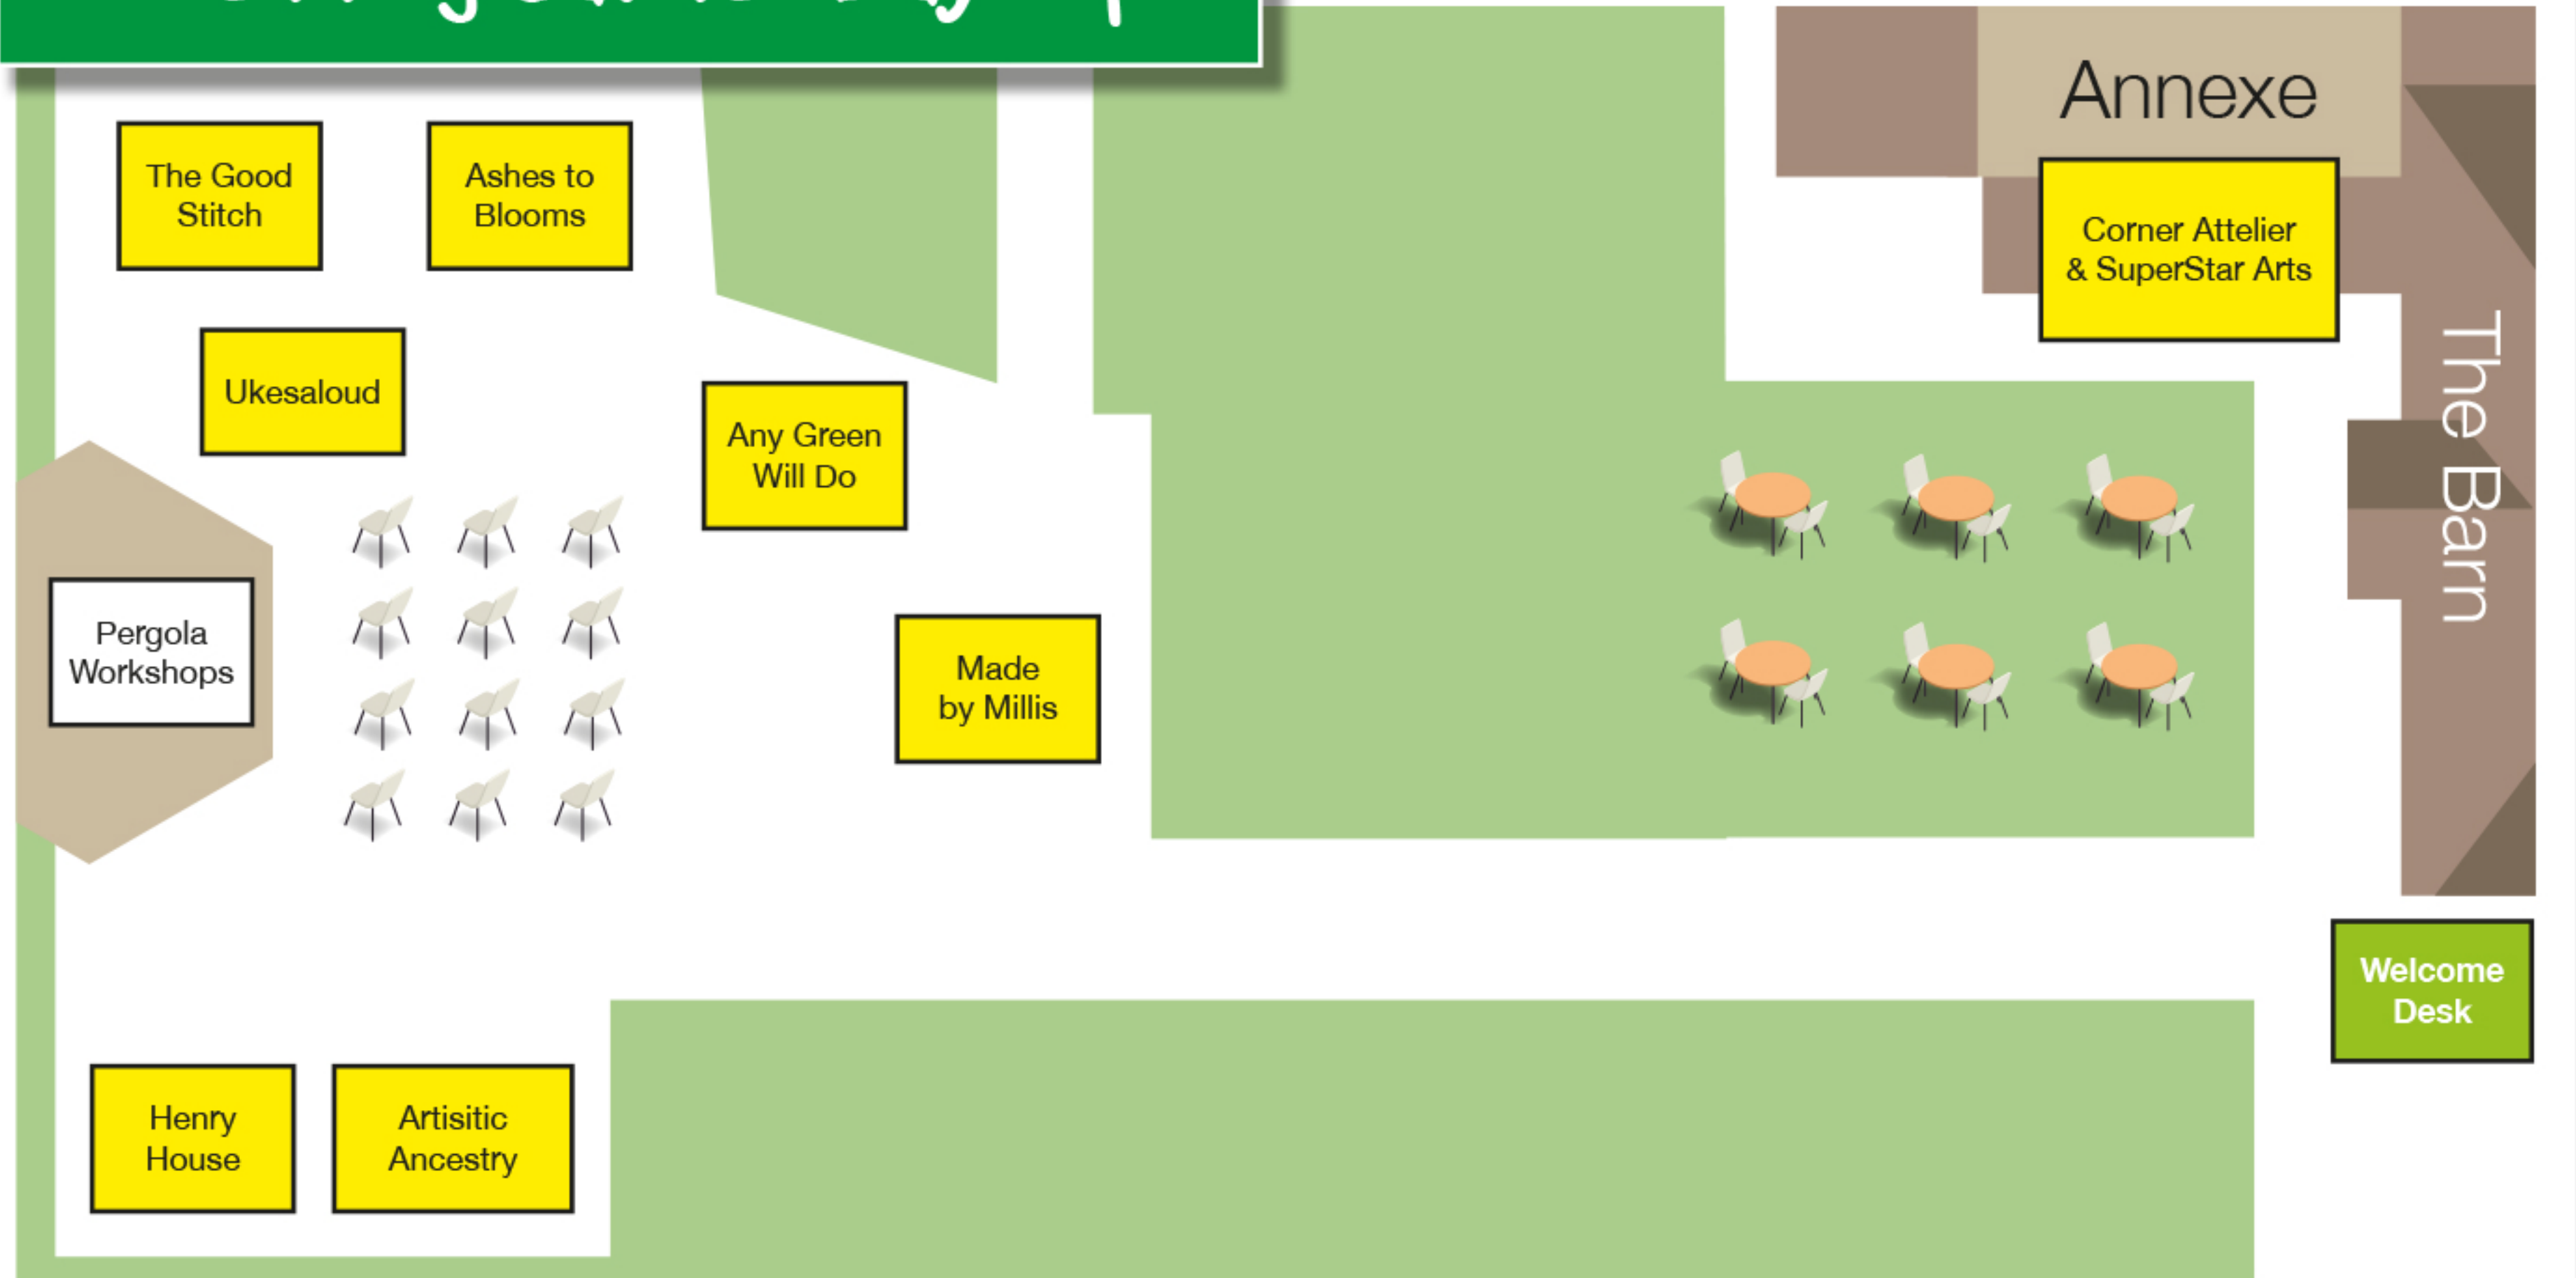 Annexe
The Good
Stitch
Ashes to
Blooms
Corner Attelier
& SuperStar Arts
Ukesaloud
Any Green
Will Do
The Barn
Pergola
Workshops
Made
by Millis
Welcome
Desk
Henry
House
Artisitic
Ancestry